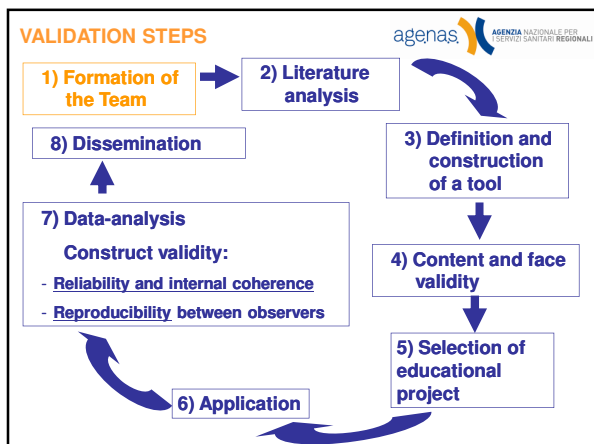 VALIDATION STEPS
agenas.
AGENZIA NAZIONALE PER
I SERVIZI SANITARI REGIONALI
1) Formation of
the Team
2) Literature
analysis
3) Definition and
construction
of a tool
4) Content and face
validity
5) Selection of
educational
project
6) Application
7) Data-analysis
Construct validity:
- Reliability and internal coherence
- Reproducibility between observers
8) Dissemination